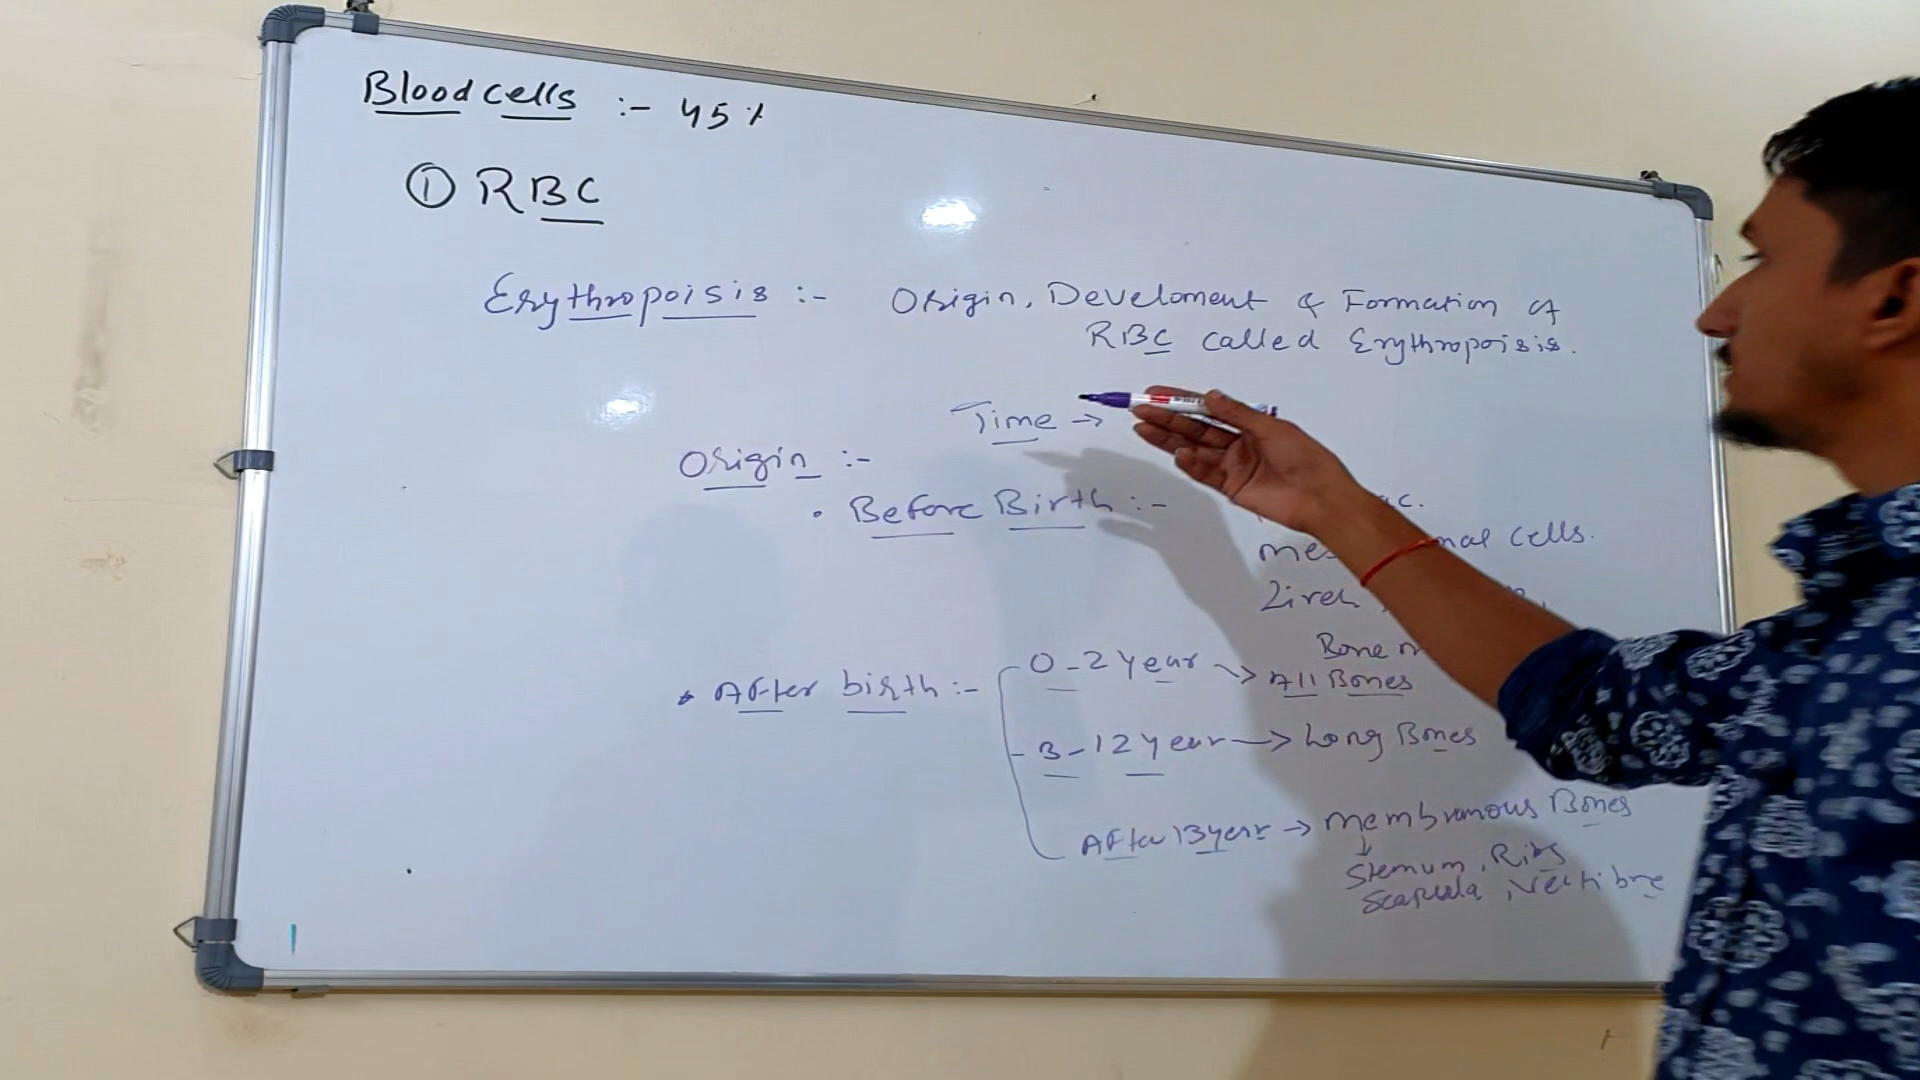 Blood cells :- 45 %
① RBC
Erythropoisis :- Origin, Develoment & Formation of
RBC called Erythropoisis.
Time →
Origin :-
• Before Birth :-
cells.
Liver
Bone
• After birth :- 0-2 year → All Bones
3-12 year → Long Bones
After 13 year → membranous Bones
↓
Sternum, Ribs
Scapula, Vertibre